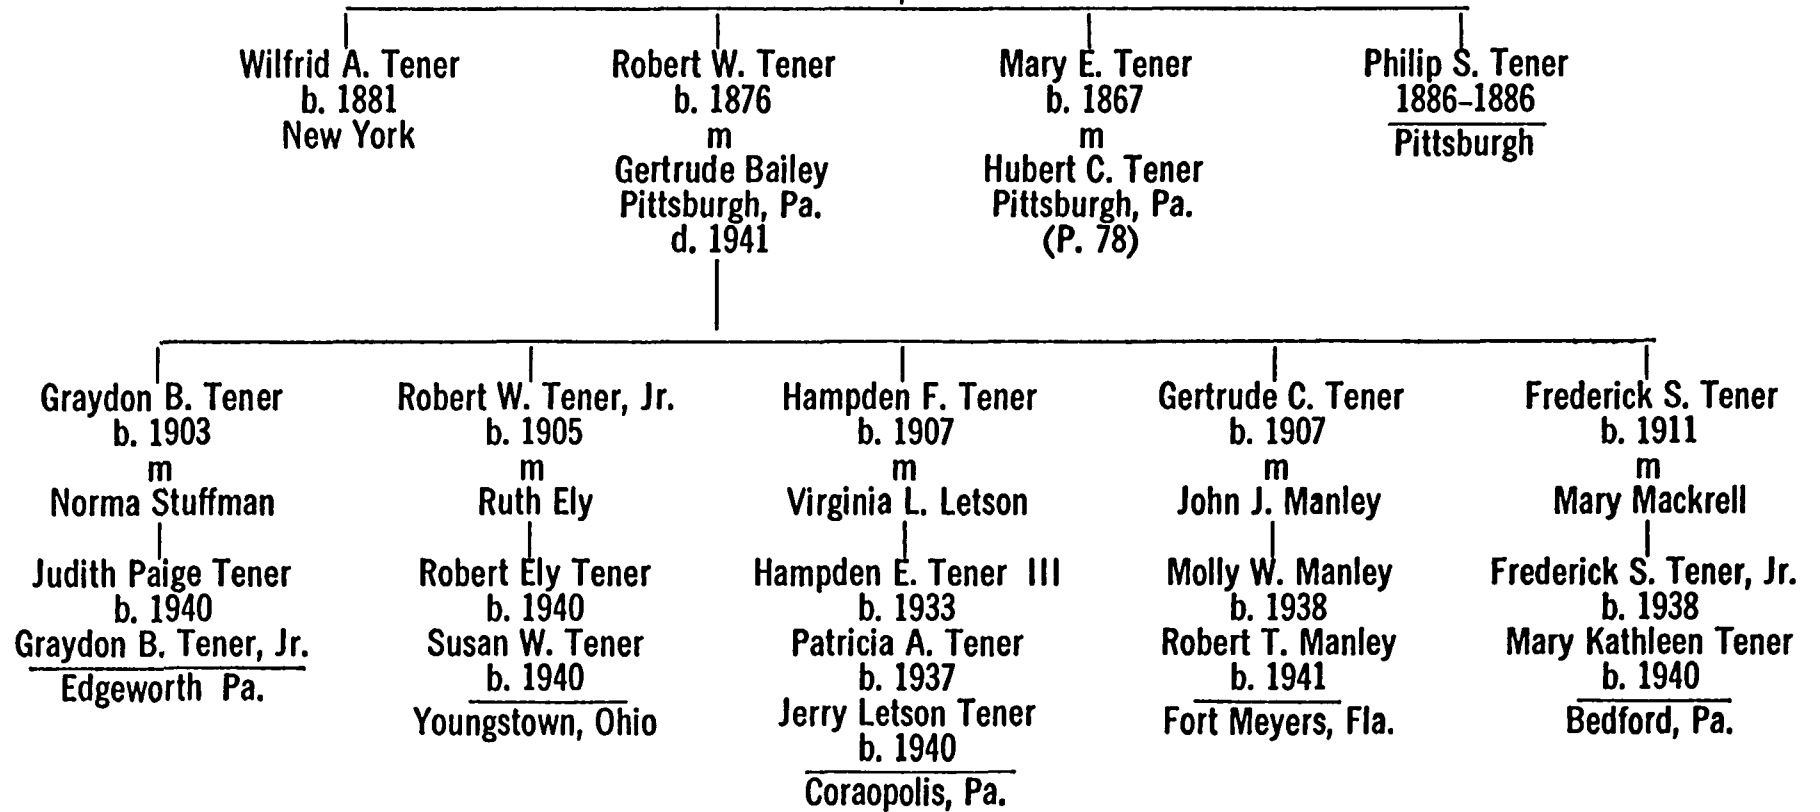 Wilfrid A. Tener
b. 1881
New York
Robert W. Tener
b. 1876
m
Gertrude Bailey
Pittsburgh, Pa.
d. 1941
Mary E. Tener
b. 1867
m
Hubert C. Tener
Pittsburgh, Pa.
(P. 78)
Philip S. Tener
1886-1886
Pittsburgh
Graydon B. Tener
b. 1903
m
Norma Stuffman
Judith Paige Tener
b. 1940
Graydon B. Tener, Jr.
Edgeworth Pa.
Robert W. Tener, Jr.
b. 1905
m
Ruth Ely
Robert Ely Tener
b. 1940
Susan W. Tener
b. 1940
Youngstown, Ohio
Hampden F. Tener
b. 1907
m
Virginia L. Letson
Hampden E. Tener III
b. 1933
Patricia A. Tener
b. 1937
Jerry Letson Tener
b. 1940
Coraopolis, Pa.
Gertrude C. Tener
b. 1907
m
John J. Manley
Molly W. Manley
b. 1938
Robert T. Manley
b. 1941
Fort Meyers, Fla.
Frederick S. Tener
b. 1911
m
Mary Mackrell
Frederick S. Tener, Jr.
b. 1938
Mary Kathleen Tener
b. 1940
Bedford, Pa.